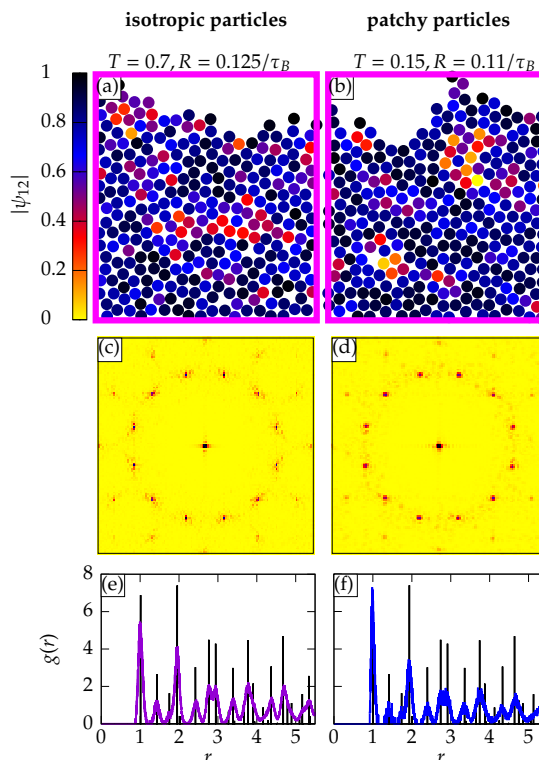 isotropic particles patchy particles
T = 0.7, R = 0.125/τ_B T = 0.15, R = 0.11/τ_B
(a) (b)
1
0.8
0.6
0.4
0.2
0
|ψ₁₂|
(c) (d)
(e) (f)
8
6
4
2
0
g(r)
0 1 2 3 4 5 0 1 2 3 4 5
r r